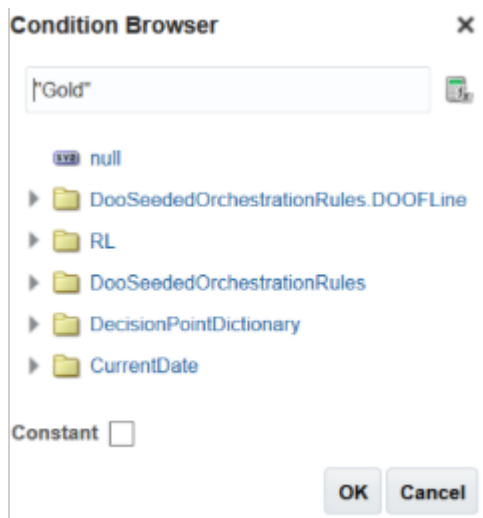 Condition Browser
"Gold"
null
DooSeededOrchestrationRules.DOOFLine
RL
DooSeededOrchestrationRules
DecisionPointDictionary
CurrentDate
Constant
OK Cancel